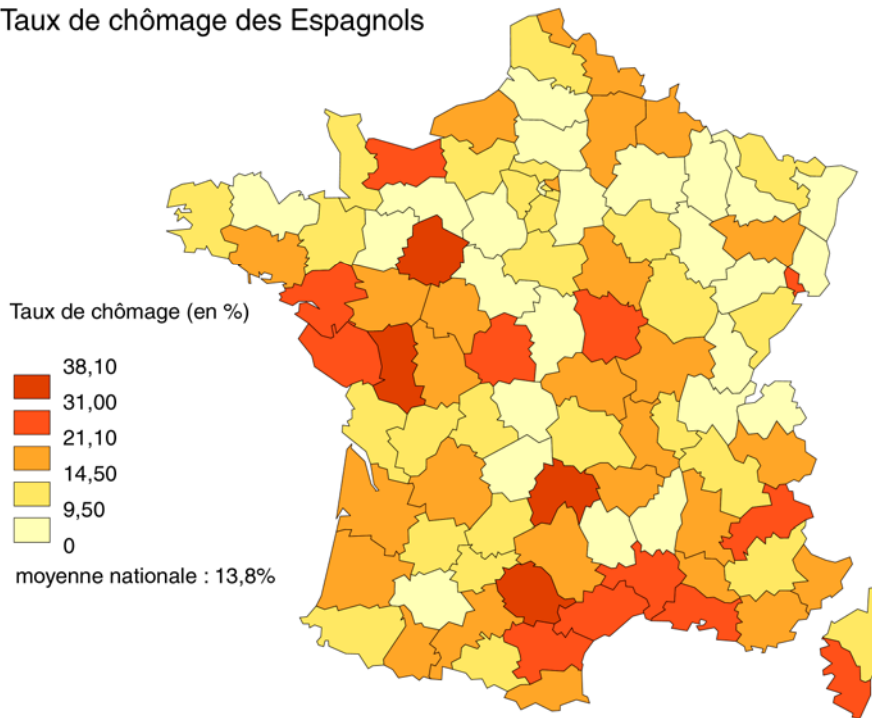 Taux de chômage des Espagnols
Taux de chômage (en %)
38,10
31,00
21,10
14,50
9,50
0
moyenne nationale : 13,8%